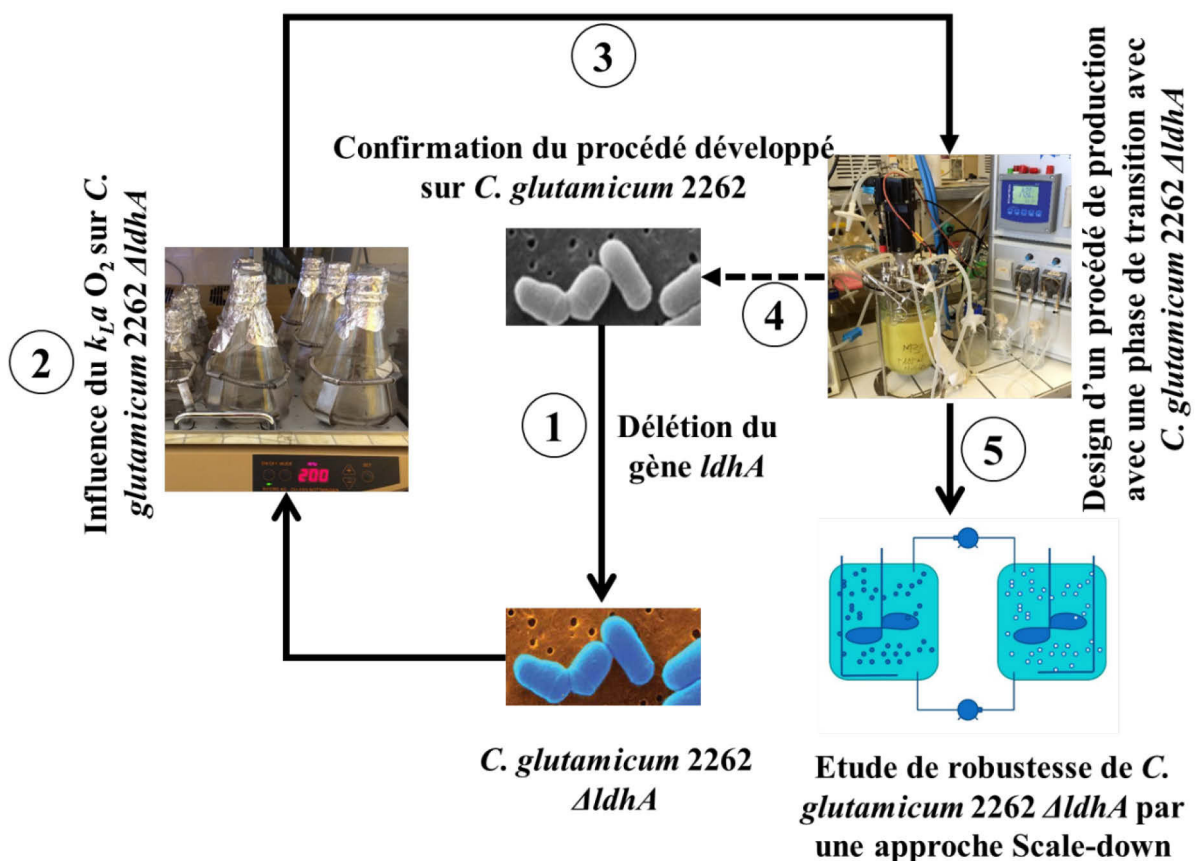 3
Confirmation du procédé développé
sur C. glutamicum 2262
2
Influence du kLa O2 sur C.
glutamicum 2262 ΔldhA
200
4
Design d’un procédé de production
avec une phase de transition avec
C. glutamicum 2262 ΔldhA
1
Délétion du
gène ldhA
5
C. glutamicum 2262
ΔldhA
Etude de robustesse de C.
glutamicum 2262 ΔldhA par
une approche Scale-down